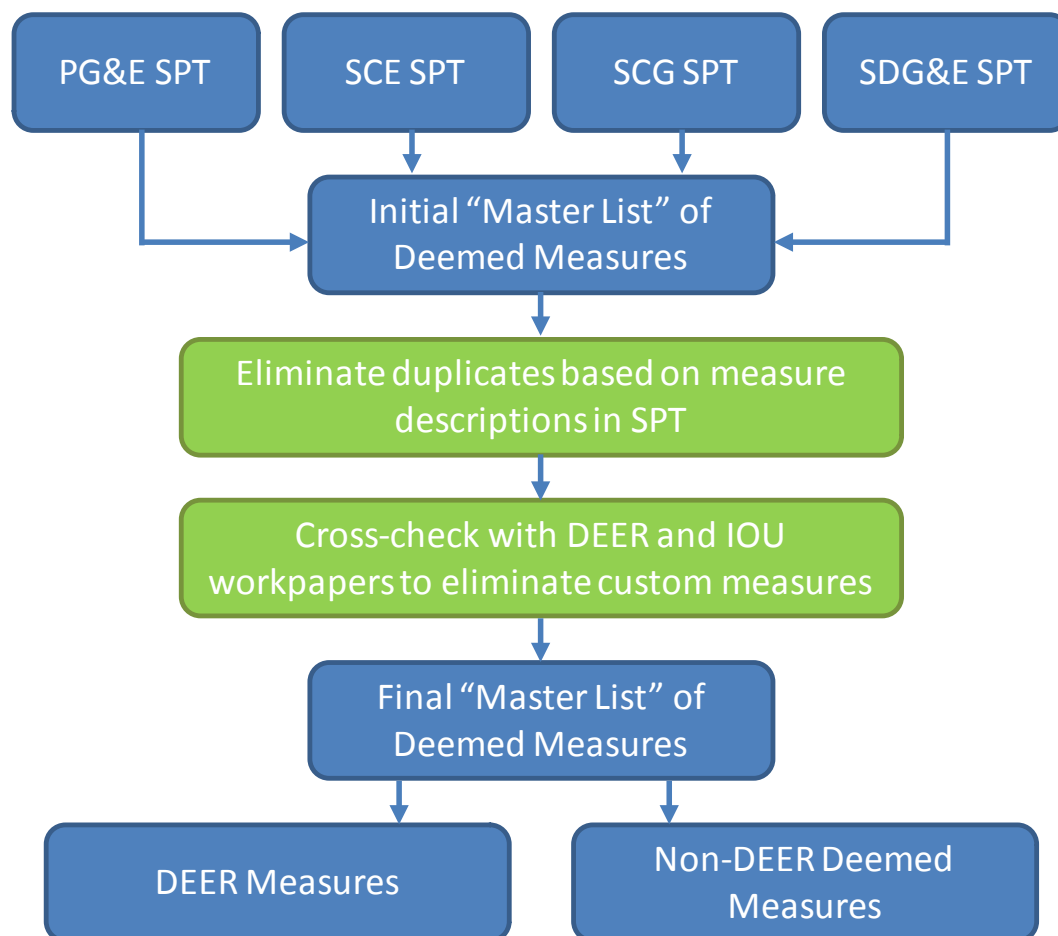 PG&E SPT
SCE SPT
SCG SPT
SDG&E SPT
Initial “Master List” of
Deemed Measures
Eliminate duplicates based on measure
descriptions in SPT
Cross-check with DEER and IOU
workpapers to eliminate custom measures
Final “Master List” of
Deemed Measures
DEER Measures
Non-DEER Deemed
Measures